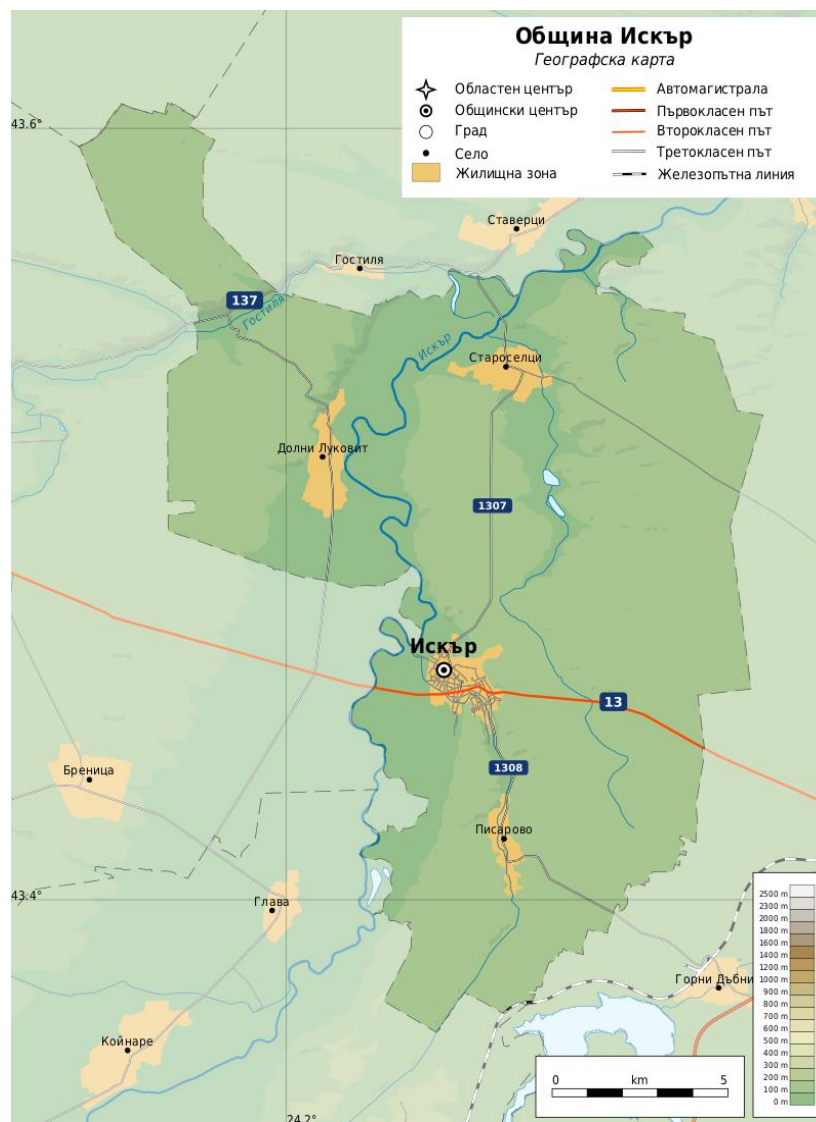 Община Искър
Географска карта
Областен център
Общински център
Град
Село
Жилищна зона
Автомагистрала
Първокласен път
Второкласен път
Третокласен път
Железопътна линия
43.6°
Ставерци
Гостиля
137
Гостиля
Искър
Староселци
Долни Луковит
1307
Искър
13
1308
Бреница
Писарово
43.4°
Глава
Горни Дъбни
Койнаре
2500 m
2300 m
2000 m
1800 m
1600 m
1400 m
1200 m
1000 m
900 m
800 m
700 m
600 m
500 m
400 m
300 m
200 m
100 m
0 m
0 km 5
24.2°